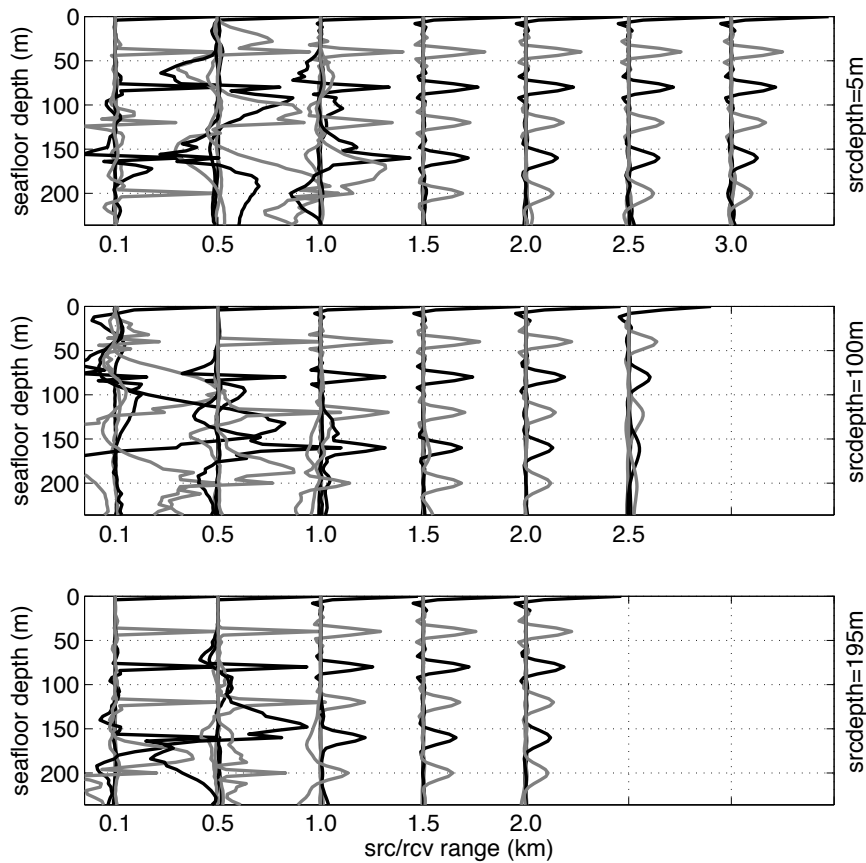 0
50
100
150
200
seafloor depth (m)
0.1 0.5 1.0 1.5 2.0 2.5 3.0
srcdepth=5m
0
50
100
150
200
seafloor depth (m)
0.1 0.5 1.0 1.5 2.0 2.5
srcdepth=100m
0
50
100
150
200
seafloor depth (m)
0.1 0.5 1.0 1.5 2.0
srcdepth=195m
src/rcv range (km)